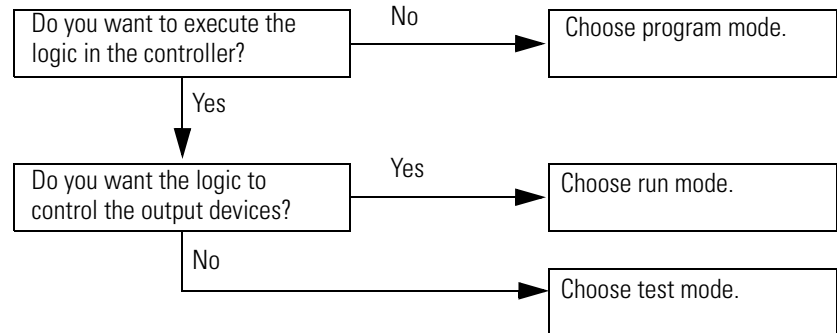 Do you want to execute the
logic in the controller?
No
Choose program mode.
Yes
Do you want the logic to
control the output devices?
Yes
Choose run mode.
No
Choose test mode.